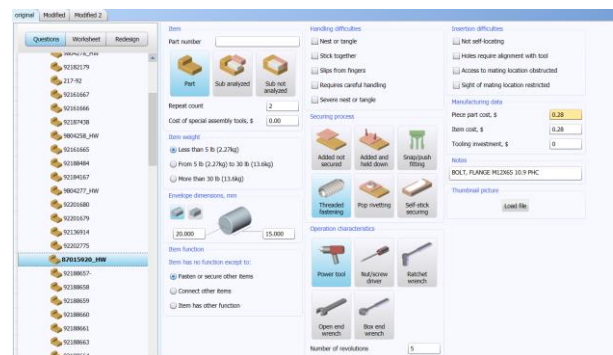 original
Modified
Modified 2
Questions
Worksheet
Redesign
9804278_HW
92182179
217-92
92161667
92161666
92187438
9804258_HW
92161665
92188484
92184167
9804277_HW
92201680
92201679
92136914
92202775
87015920_HW
92188657-
92188658
92188659
92188660
92188661
92188663
Item
Part number
Part
Sub analyzed
Sub not
analyzed
Repeat count
2
Cost of special assembly tools, $
0.00
Item weight
Less than 5 lb (2.27kg)
From 5 lb (2.27kg) to 30 lb (13.6kg)
More than 30 lb (13.6kg)
Envelope dimensions, mm
20.000
15.000
Item function
Item has no function except to:
Fasten or secure other items
Connect other items
Item has other function
Handling difficulties
Nest or tangle
Stick together
Slips from fingers
Requires careful handling
Severe nest or tangle
Securing process
Added not
secured
Added and
held down
Snap/push
fitting
Threaded
fastening
Pop rivetting
Self-stick
securing
Operation characteristics
Power tool
Nut/screw
driver
Ratchet
wrench
Open end
wrench
Box end
wrench
Number of revolutions
5
Insertion difficulties
Not self-locating
Holes require alignment with tool
Access to mating location obstructed
Sight of mating location restricted
Manufacturing data
Piece part cost, $
0.28
Item cost, $
0.28
Tooling investment, $
0
Notes
BOLT, FLANGE M12X65 10.9 PHC
Thumbnail picture
Load file